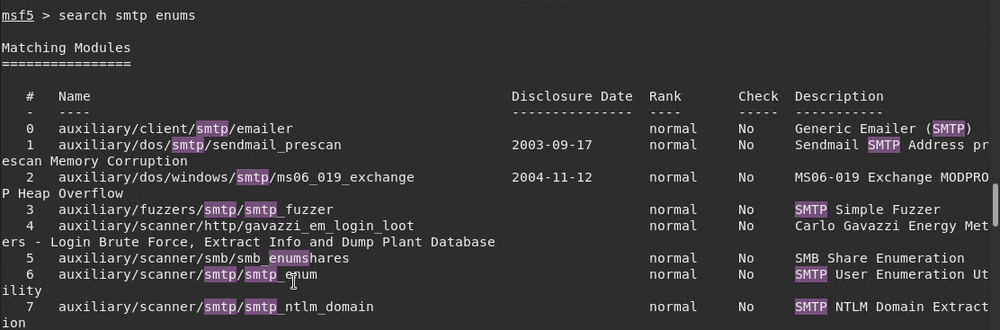 msf5 > search smtp enums
Matching Modules
================
# Name Disclosure Date Rank Check Description
- ---- --------------- ---- ----- -----------
0 auxiliary/client/smtp/emailer normal No Generic Emailer (SMTP)
1 auxiliary/dos/smtp/sendmail_prescan 2003-09-17 normal No Sendmail SMTP Address pr
escan Memory Corruption
2 auxiliary/dos/windows/smtp/ms06_019_exchange 2004-11-12 normal No MS06-019 Exchange MODPRO
P Heap Overflow
3 auxiliary/fuzzers/smtp/smtp_fuzzer normal No SMTP Simple Fuzzer
4 auxiliary/scanner/http/gavazzi_em_login_loot normal No Carlo Gavazzi Energy Met
ers - Login Brute Force, Extract Info and Dump Plant Database
5 auxiliary/scanner/smb/smb_enumshares normal No SMB Share Enumeration
6 auxiliary/scanner/smtp/smtp_enum normal No SMTP User Enumeration Ut
ility
7 auxiliary/scanner/smtp/smtp_ntlm_domain normal No SMTP NTLM Domain Extract
ion